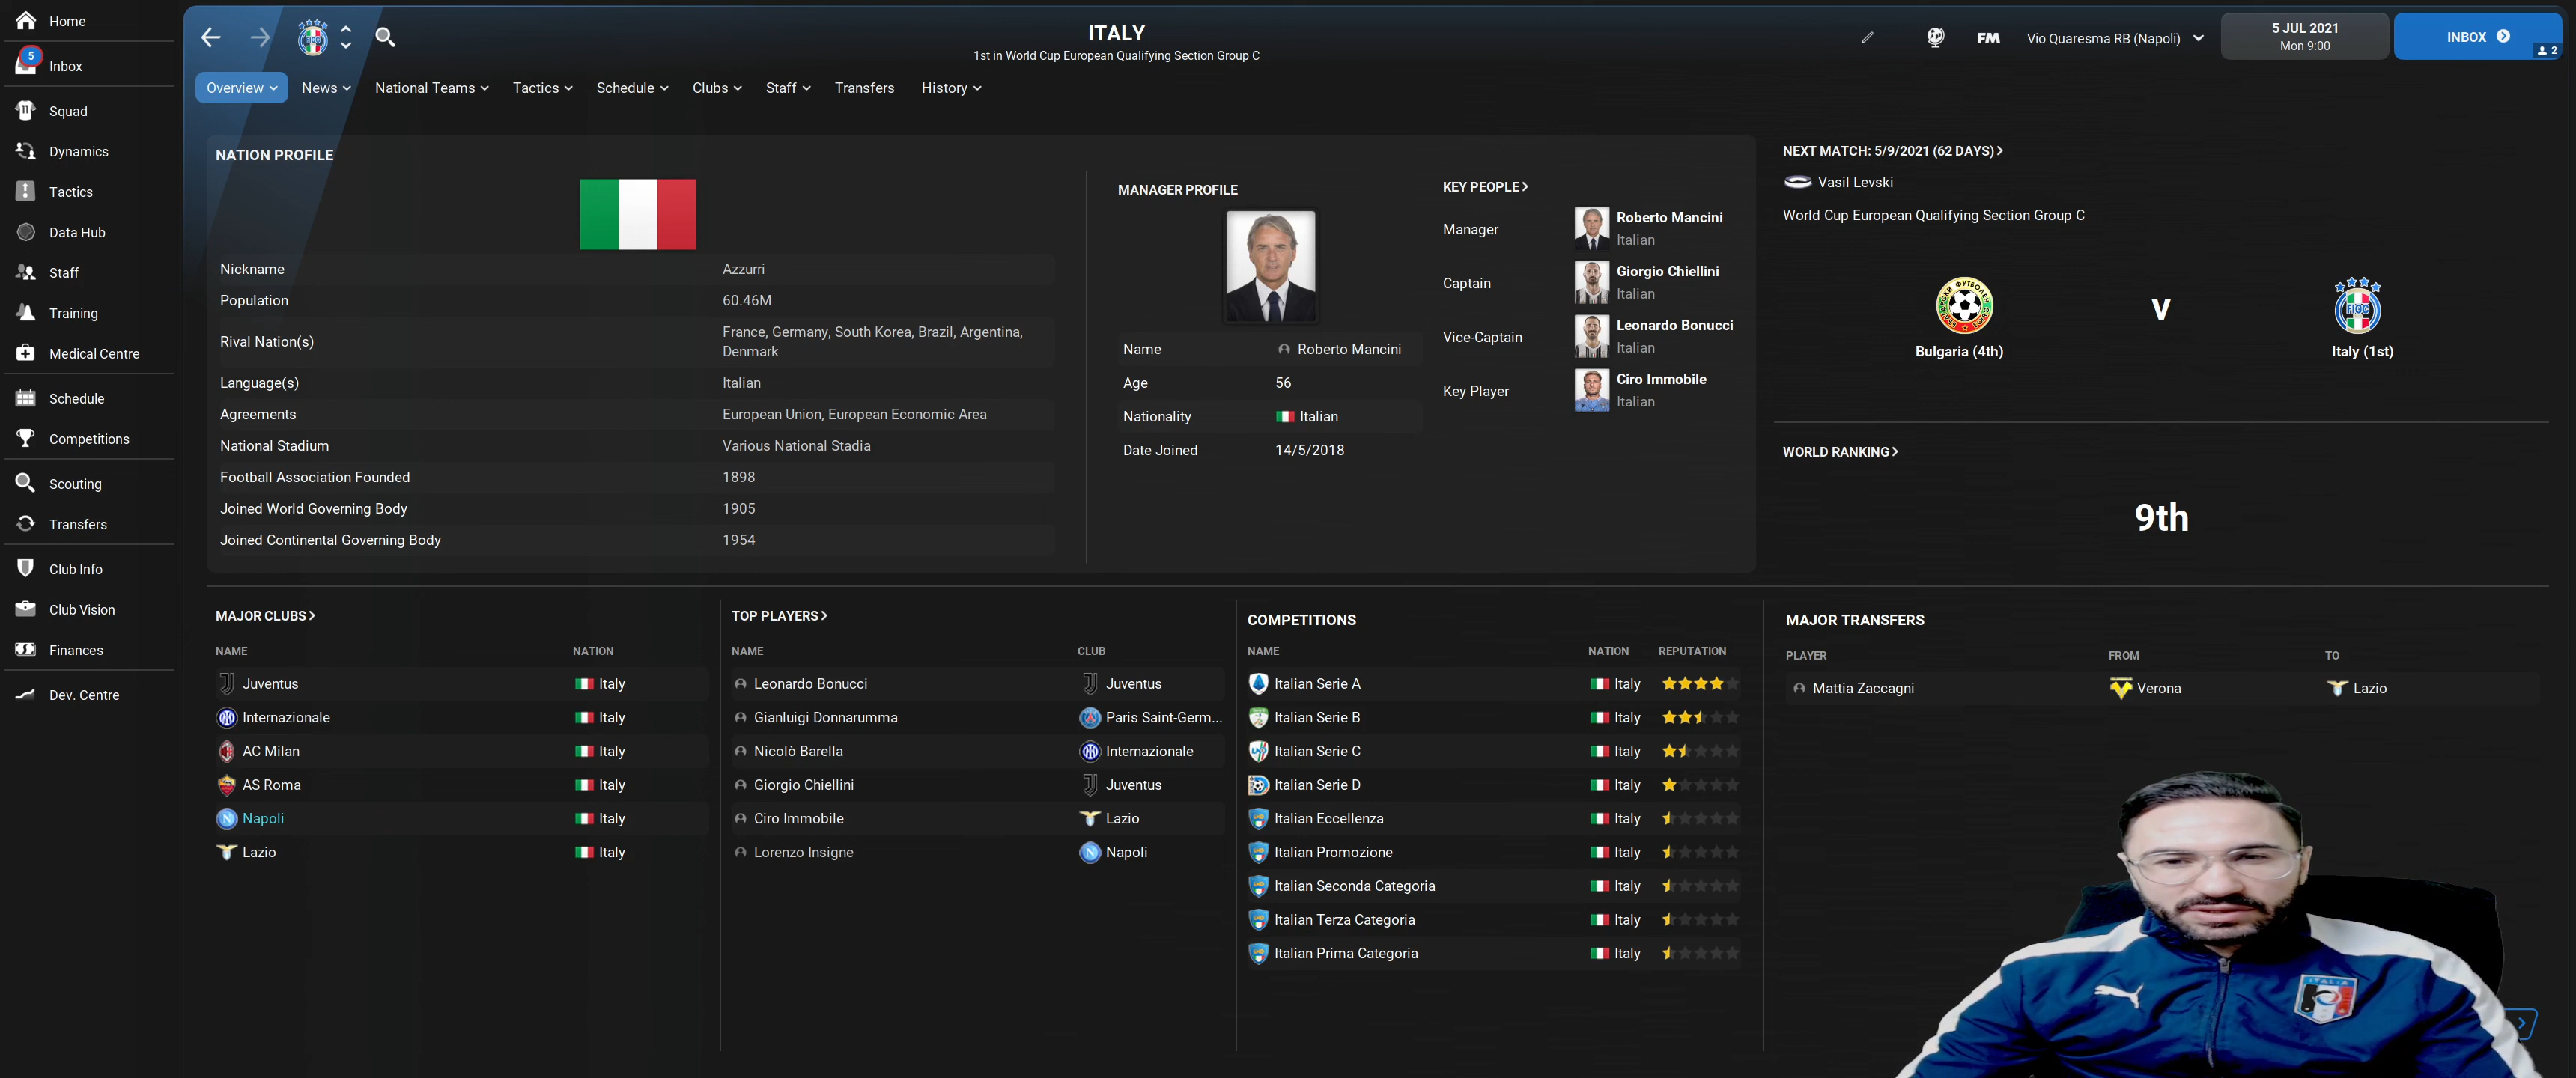 Home
5
Inbox
Squad
Dynamics
Tactics
Data Hub
Staff
Training
Medical Centre
Schedule
Competitions
Scouting
Transfers
Club Info
Club Vision
Finances
Dev. Centre
ITALY
1st in World Cup European Qualifying Section Group C
FM
Vio Quaresma RB (Napoli)
5 JUL 2021
Mon 9:00
INBOX
2
Overview
News
National Teams
Tactics
Schedule
Clubs
Staff
Transfers
History
NATION PROFILE
Nickname Azzurri
Population 60.46M
Rival Nation(s) France, Germany, South Korea, Brazil, Argentina,
Denmark
Language(s) Italian
Agreements European Union, European Economic Area
National Stadium Various National Stadia
Football Association Founded 1898
Joined World Governing Body 1905
Joined Continental Governing Body 1954
MANAGER PROFILE
Name Roberto Mancini
Age 56
Nationality Italian
Date Joined 14/5/2018
KEY PEOPLE
Manager Roberto Mancini
Italian
Captain Giorgio Chiellini
Italian
Vice-Captain Leonardo Bonucci
Italian
Key Player Ciro Immobile
Italian
NEXT MATCH: 5/9/2021 (62 DAYS)
Vasil Levski
World Cup European Qualifying Section Group C
V
FIGC
Bulgaria (4th) Italy (1st)
WORLD RANKING
9th
MAJOR CLUBS
NAME NATION
Juventus Italy
Internazionale Italy
AC Milan Italy
AS Roma Italy
Napoli Italy
Lazio Italy
TOP PLAYERS
NAME CLUB
Leonardo Bonucci Juventus
Gianluigi Donnarumma Paris Saint-Germ...
Nicolò Barella Internazionale
Giorgio Chiellini Juventus
Ciro Immobile Lazio
Lorenzo Insigne Napoli
COMPETITIONS
NAME NATION REPUTATION
Italian Serie A Italy
Italian Serie B Italy
Italian Serie C Italy
Italian Serie D Italy
Italian Eccellenza Italy
Italian Promozione Italy
Italian Seconda Categoria Italy
Italian Terza Categoria Italy
Italian Prima Categoria Italy
MAJOR TRANSFERS
PLAYER FROM TO
Mattia Zaccagni Verona Lazio
ITALIA